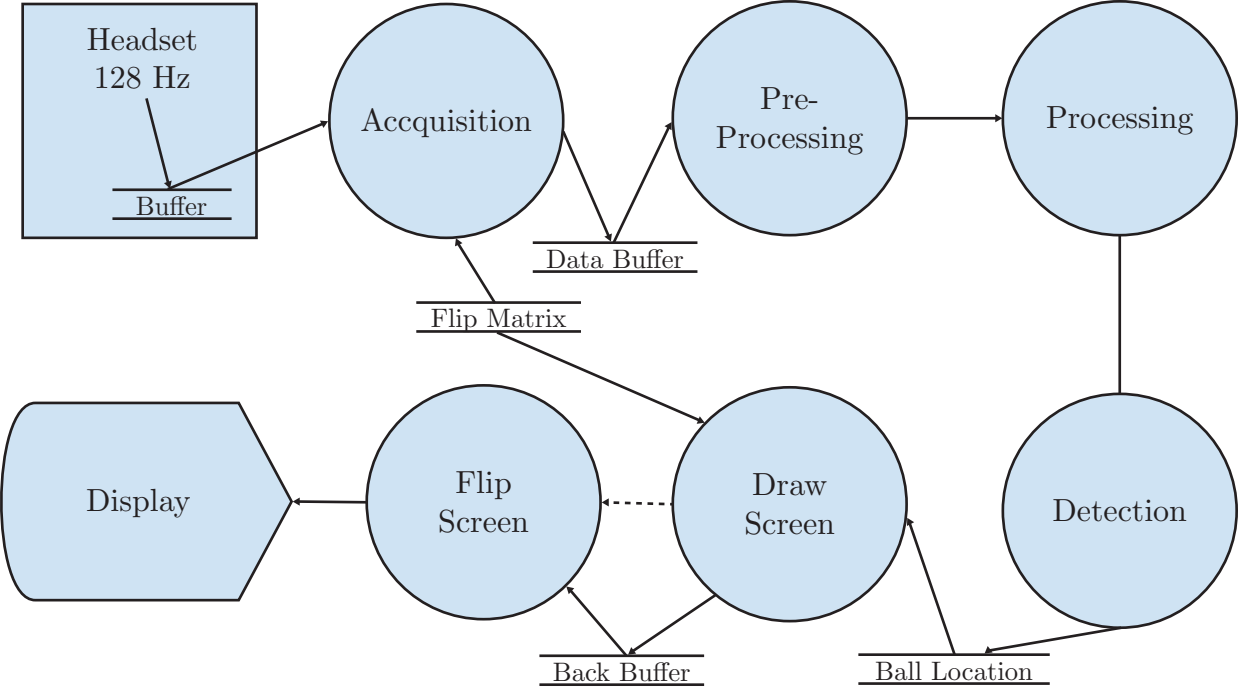 Headset
128 Hz
Buffer
Accquisition
Data Buffer
Pre-
Processing
Processing
Flip Matrix
Display
Flip
Screen
Draw
Screen
Detection
Back Buffer
Ball Location